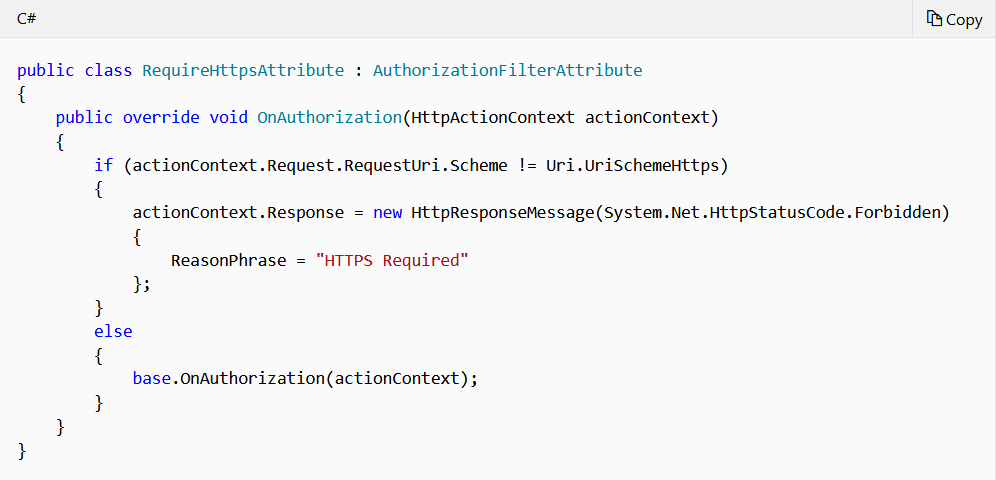 C#
Copy
public class RequireHttpsAttribute : AuthorizationFilterAttribute
{
    public override void OnAuthorization(HttpActionContext actionContext)
    {
        if (actionContext.Request.RequestUri.Scheme != Uri.UriSchemeHttps)
        {
            actionContext.Response = new HttpResponseMessage(System.Net.HttpStatusCode.Forbidden)
            {
                ReasonPhrase = "HTTPS Required"
            };
        }
        else
        {
            base.OnAuthorization(actionContext);
        }
    }
}